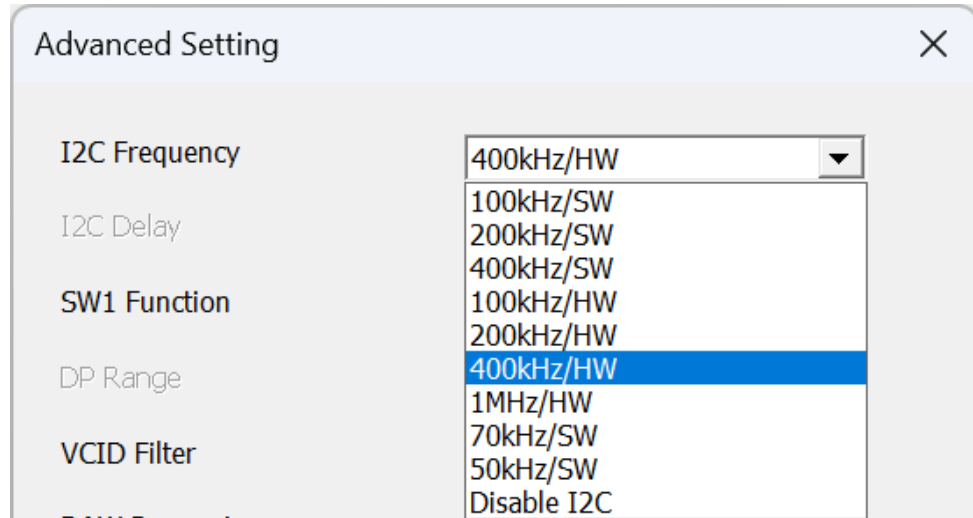 Advanced Setting
I2C Frequency
400kHz/HW
100kHz/SW
I2C Delay
200kHz/SW
400kHz/SW
SW1 Function
100kHz/HW
200kHz/HW
DP Range
400kHz/HW
1MHz/HW
VCID Filter
70kHz/SW
50kHz/SW
Disable I2C